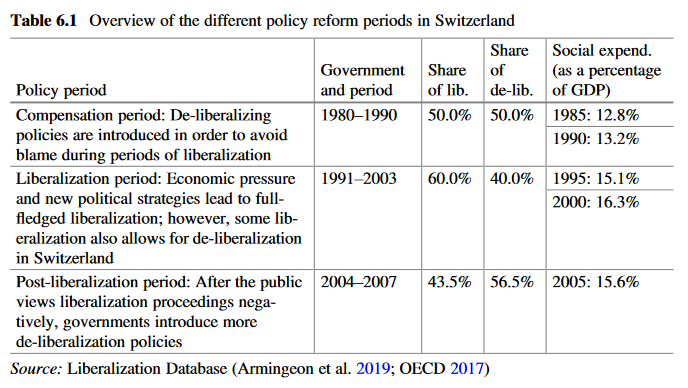 Table 6.1 Overview of the different policy reform periods in Switzerland
Policy period
Government
and period
Share
of lib.
Share
of
de-lib.
Social expend.
(as a percentage
of GDP)
Compensation period: De-liberalizing
policies are introduced in order to avoid
blame during periods of liberalization
1980–1990
50.0%
50.0%
1985: 12.8%
1990: 13.2%
Liberalization period: Economic pressure
and new political strategies lead to full-
fledged liberalization; however, some lib-
eralization also allows for de-liberalization
in Switzerland
1991–2003
60.0%
40.0%
1995: 15.1%
2000: 16.3%
Post-liberalization period: After the public
views liberalization proceedings nega-
tively, governments introduce more
de-liberalization policies
2004–2007
43.5%
56.5%
2005: 15.6%
Source: Liberalization Database (Armingeon et al. 2019; OECD 2017)